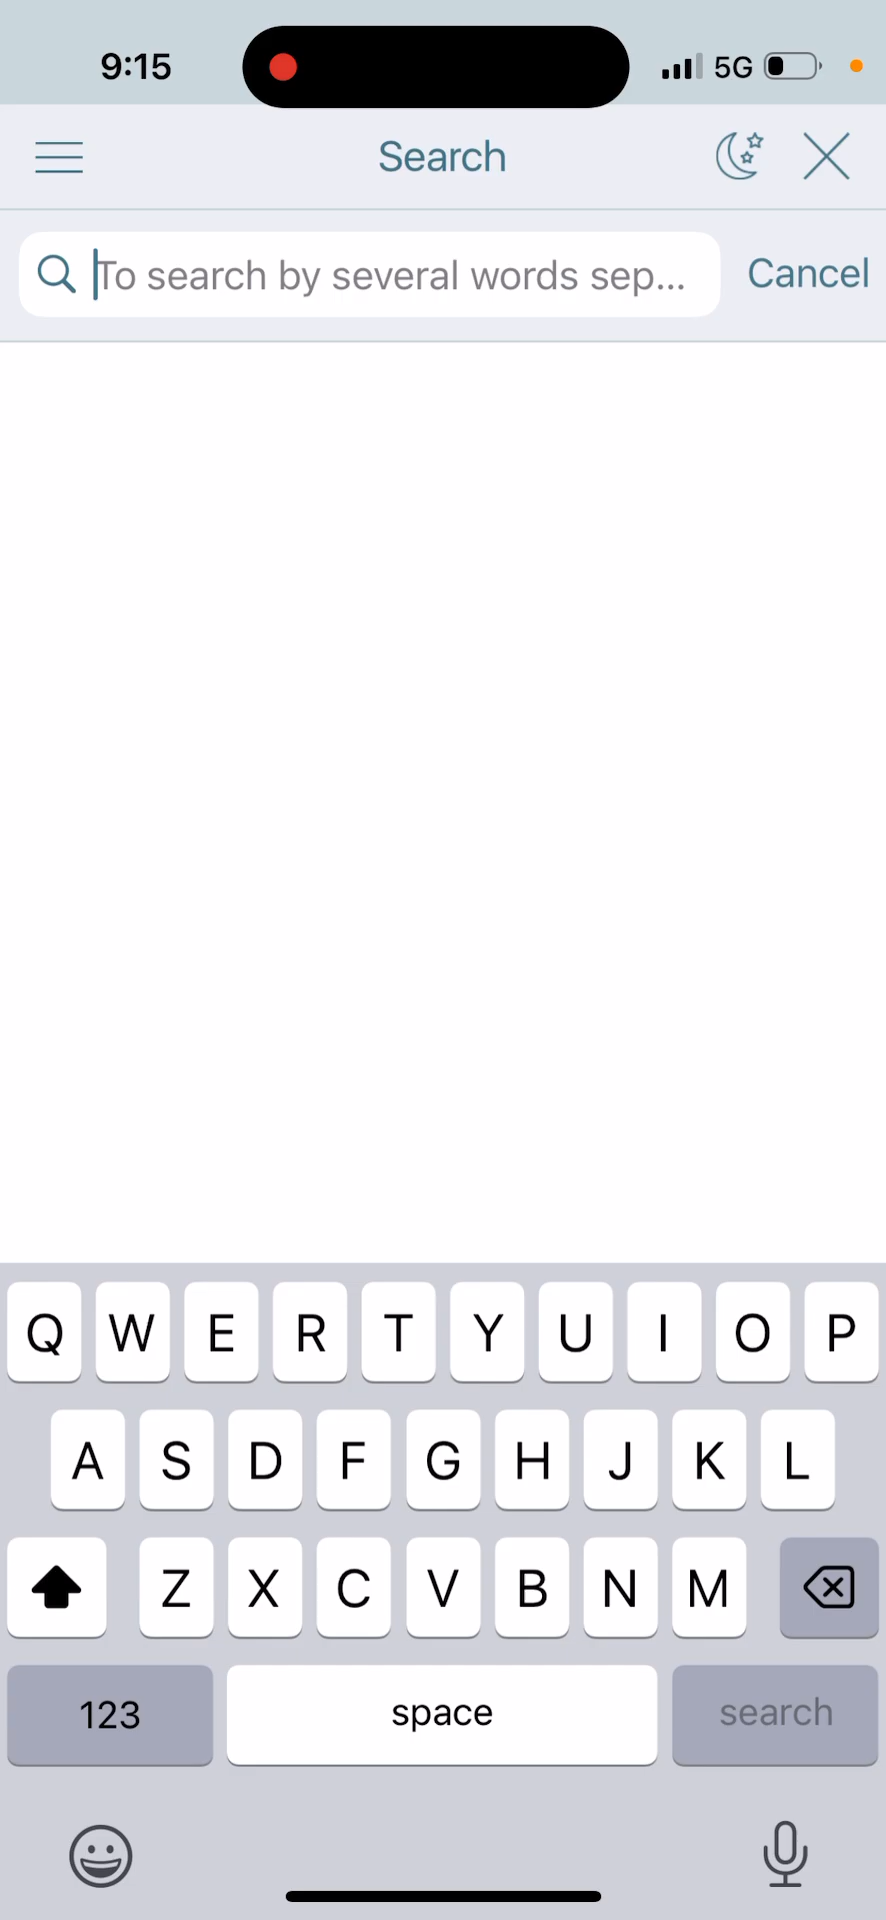 9:15 5G
Search
To search by several words sep...
Cancel
Q W E R T Y U I O P
A S D F G H J K L
Z X C V B N M
123 space search